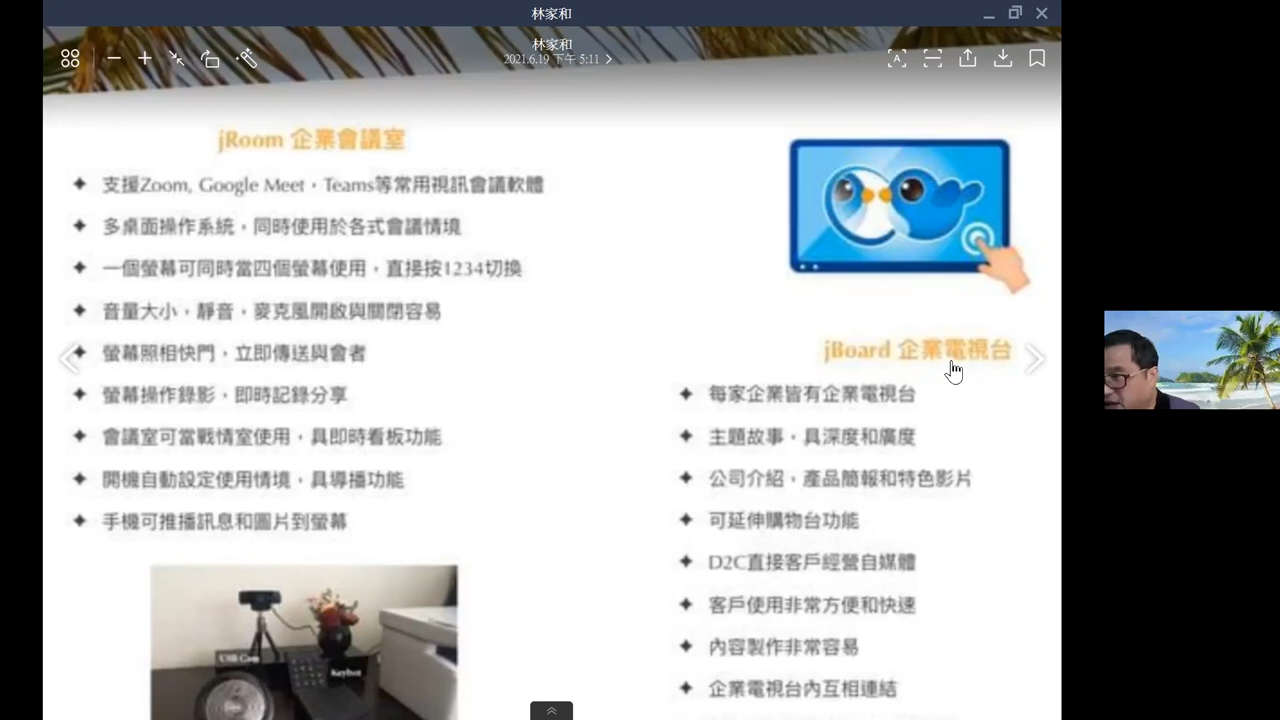 林家和
林家和
2021.6.19 下午 5:11
jRoom 企業會議室
支援Zoom, Google Meet，Teams等常用視訊會議軟體
多桌面操作系統，同時使用於各式會議情境
一個螢幕可同時當四個螢幕使用，直接按1234切換
音量大小，靜音，麥克風開啟與關閉容易
螢幕照相快門，立即傳送與會者
螢幕操作錄影，即時記錄分享
會議室可當戰情室使用，具即時看板功能
開機自動設定使用情境，具導播功能
手機可推播訊息和圖片到螢幕
USB Cam
Keybot
jBoard 企業電視台
每家企業皆有企業電視台
主題故事，具深度和廣度
公司介紹，產品簡報和特色影片
可延伸購物台功能
D2C直接客戶經營自媒體
客戶使用非常方便和快速
內容製作非常容易
企業電視台內互相連結